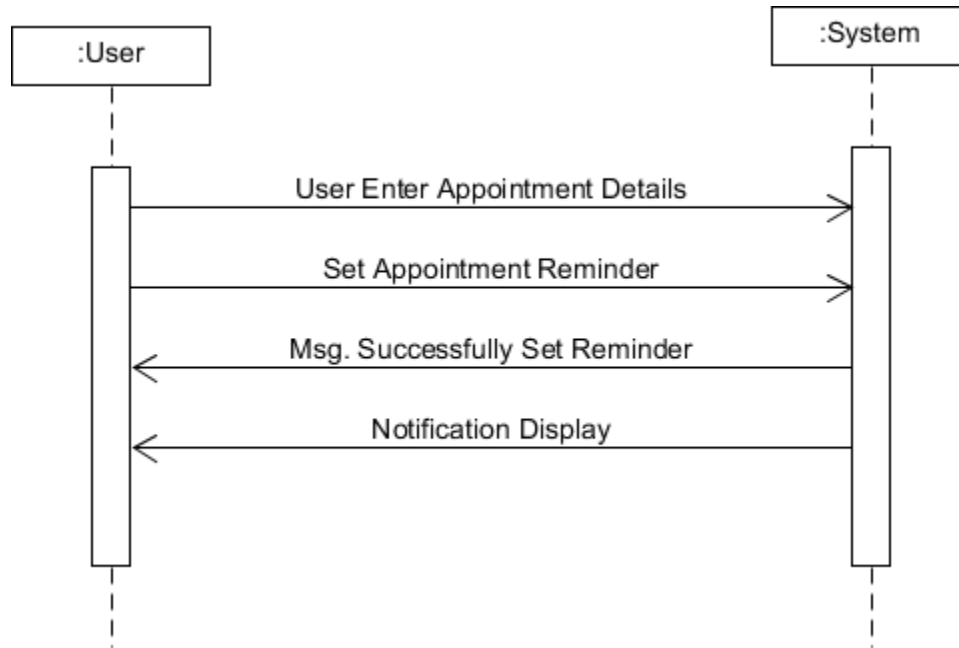 :User
:System
User Enter Appointment Details
Set Appointment Reminder
Msg. Successfully Set Reminder
Notification Display